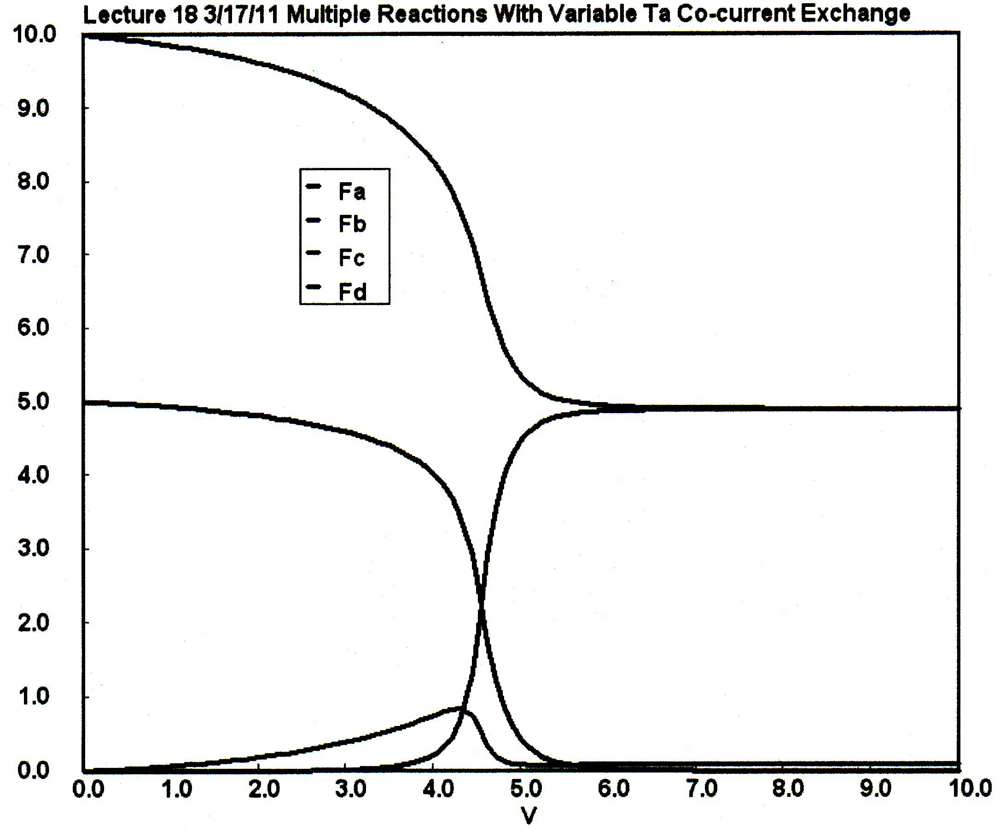 Lecture 18 3/17/11 Multiple Reactions With Variable Ta Co-current Exchange
10.0
9.0
8.0
Fa
Fb
7.0
Fc
Fd
6.0
5.0
4.0
3.0
2.0
1.0
0.0
0.0 1.0 2.0 3.0 4.0 5.0 6.0 7.0 8.0 9.0 10.0
V